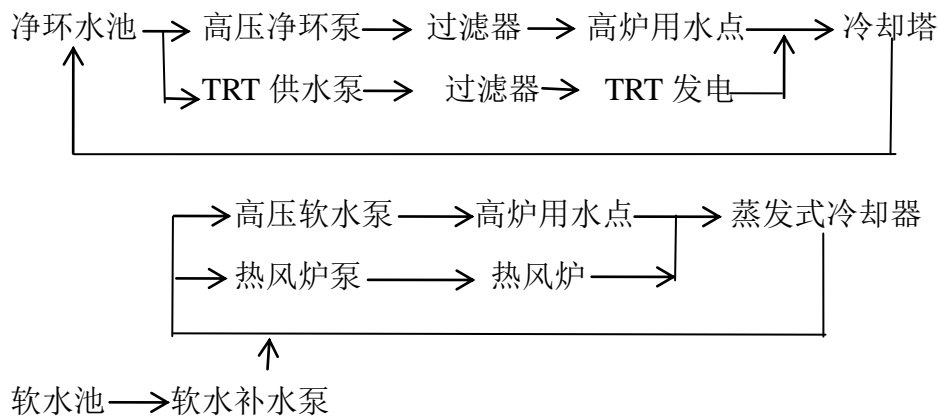 净环水池 高压净环泵 过滤器 高炉用水点 冷却塔
TRT 供水泵 过滤器 TRT 发电
高压软水泵 高炉用水点 蒸发式冷却器
热风炉泵 热风炉
软水池 软水补水泵